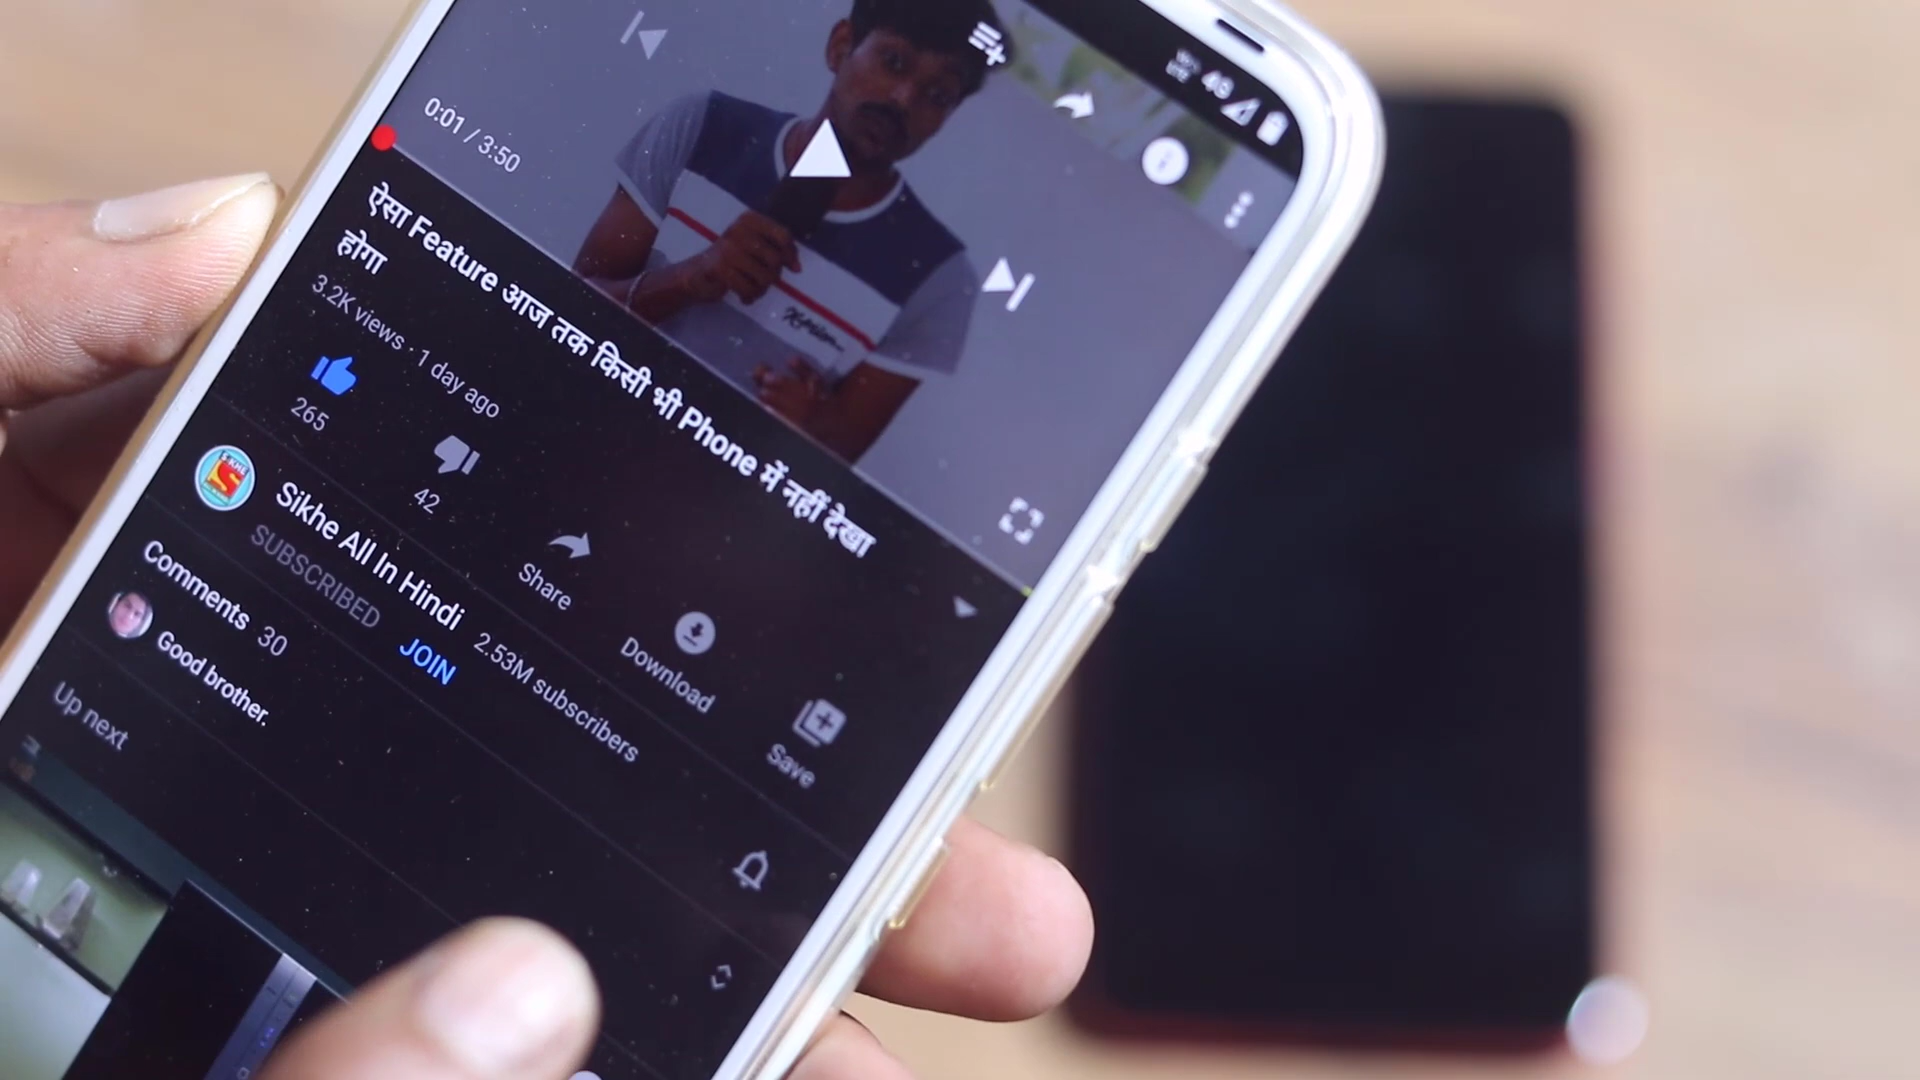 4G
0:01 / 3:50
ऐसा Feature आज तक किसी भी Phone में नहीं देखा
होगा
3.2K views · 1 day ago
265
42
Share
Download
Save
Sikhe All In Hindi
2.53M subscribers
SUBSCRIBED
JOIN
Comments 30
Good brother.
Up next